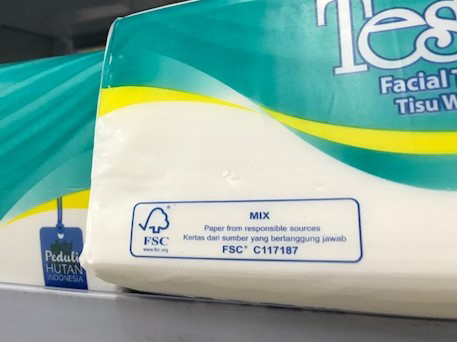 Facial
Tisu
MIX
Paper from responsible sources
Kertas dari sumber yang bertanggung jawab
FSC® C117187
FSC
www.fsc.org
Peduli
HUTAN
INDONESIA